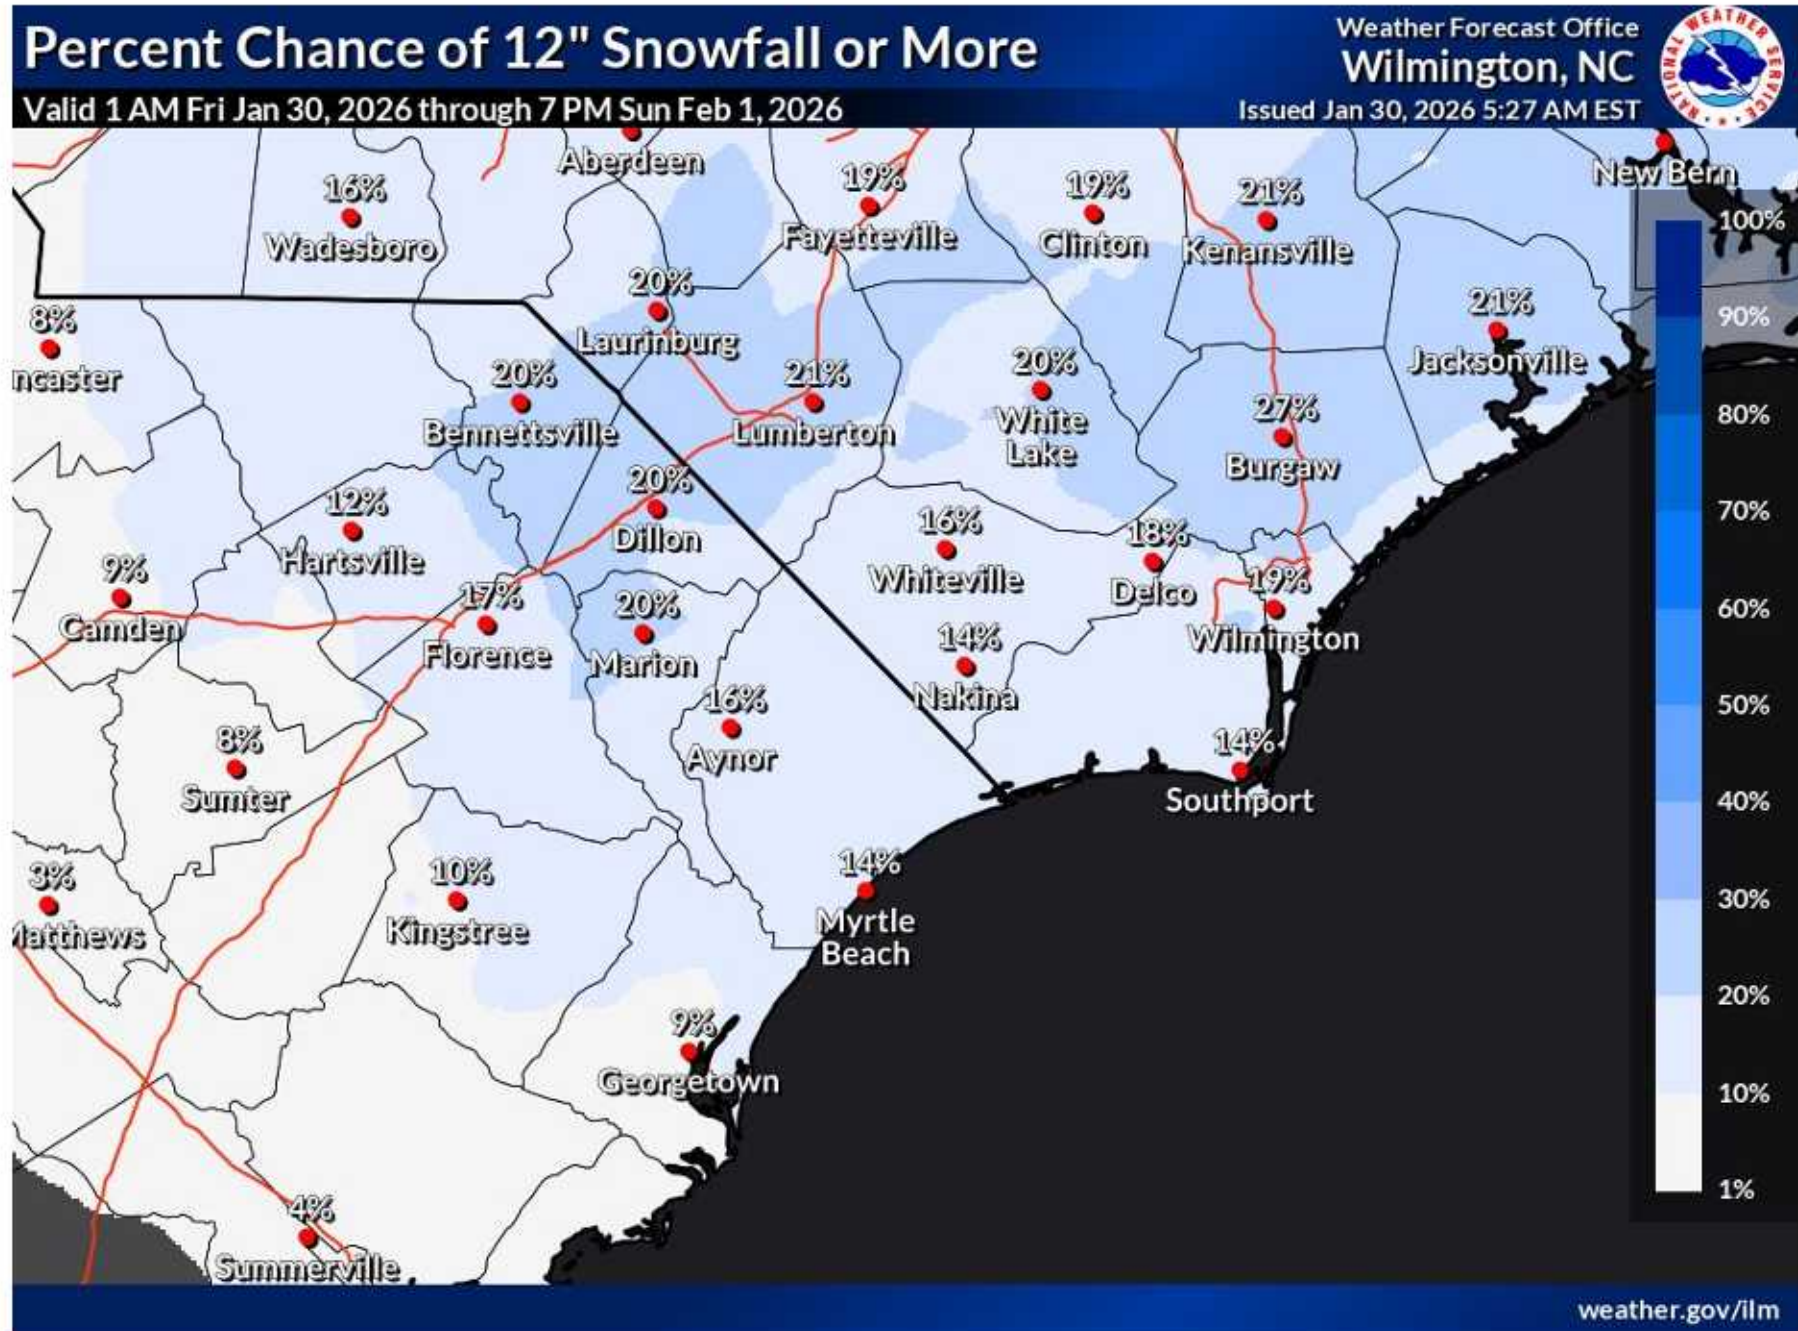 Percent Chance of 12" Snowfall or More
Valid 1 AM Fri Jan 30, 2026 through 7 PM Sun Feb 1, 2026
Weather Forecast Office
Wilmington, NC
Issued Jan 30, 2026 5:27 AM EST
NATIONAL WEATHER SERVICE
Aberdeen
New Bern
16%
Wadesboro
19%
Fayetteville
19%
Clinton
21%
Kenansville
20%
Laurinburg
21%
Jacksonville
8%
ncaster
20%
Bennettsville
21%
Lumberton
20%
White
Lake
27%
Burgaw
12%
Hartsville
20%
Dillon
16%
Whiteville
18%
Delco
9%
Camden
17%
Florence
20%
Marion
19%
Wilmington
14%
Nakina
16%
Aynor
8%
Sumter
14%
Southport
3%
Matthews
10%
Kingstree
14%
Myrtle
Beach
9%
Georgetown
4%
Summerville
100%
90%
80%
70%
60%
50%
40%
30%
20%
10%
1%
weather.gov/ilm